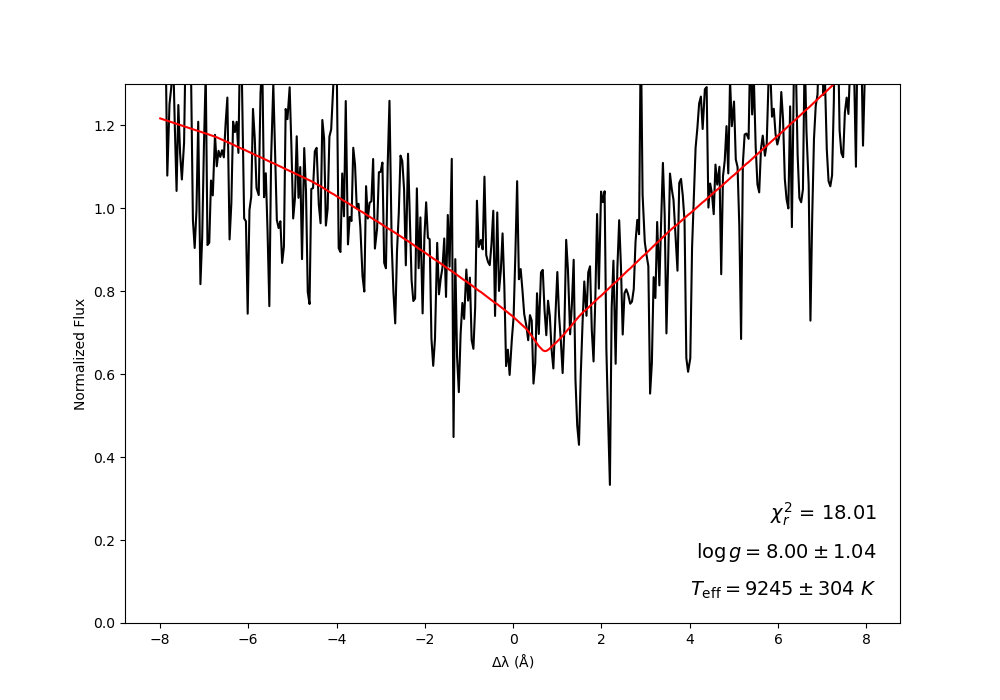 1.2
1.0
0.8
0.6
0.4
0.2
0.0
Normalized Flux
χ²ᵣ = 18.01
log g = 8.00 ± 1.04
T_eff = 9245 ± 304 K
−8 −6 −4 −2 0 2 4 6 8
Δλ (Å)